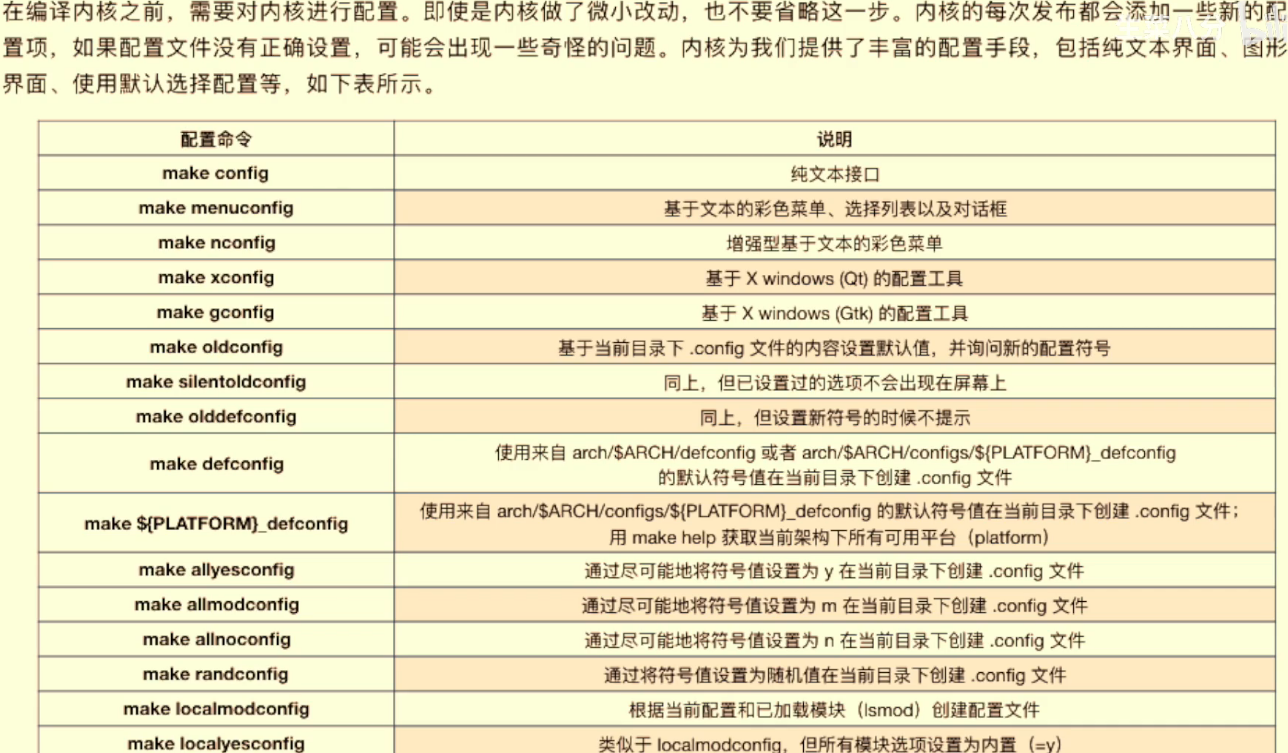 在编译内核之前，需要对内核进行配置。即使是内核做了微小改动，也不要省略这一步。内核的每次发布都会添加一些新的配
置项，如果配置文件没有正确设置，可能会出现一些奇怪的问题。内核为我们提供了丰富的配置手段，包括纯文本界面、图形
界面、使用默认选择配置等，如下表所示。
配置命令 说明
make config 纯文本接口
make menuconfig 基于文本的彩色菜单、选择列表以及对话框
make nconfig 增强型基于文本的彩色菜单
make xconfig 基于 X windows (Qt) 的配置工具
make gconfig 基于 X windows (Gtk) 的配置工具
make oldconfig 基于当前目录下 .config 文件的内容设置默认值，并询问新的配置符号
make silentoldconfig 同上，但已设置过的选项不会出现在屏幕上
make olddefconfig 同上，但设置新符号的时候不提示
make defconfig 使用来自 arch/$ARCH/defconfig 或者 arch/$ARCH/configs/${PLATFORM}_defconfig
的默认符号值在当前目录下创建 .config 文件
make ${PLATFORM}_defconfig 使用来自 arch/$ARCH/configs/${PLATFORM}_defconfig 的默认符号值在当前目录下创建 .config 文件；
用 make help 获取当前架构下所有可用平台（platform）
make allyesconfig 通过尽可能地将符号值设置为 y 在当前目录下创建 .config 文件
make allmodconfig 通过尽可能地将符号值设置为 m 在当前目录下创建 .config 文件
make allnoconfig 通过尽可能地将符号值设置为 n 在当前目录下创建 .config 文件
make randconfig 通过将符号值设置为随机值在当前目录下创建 .config 文件
make localmodconfig 根据当前配置和已加载模块（lsmod）创建配置文件
make localyesconfig 类似于 localmodconfig，但所有模块选项设置为内置（=y）